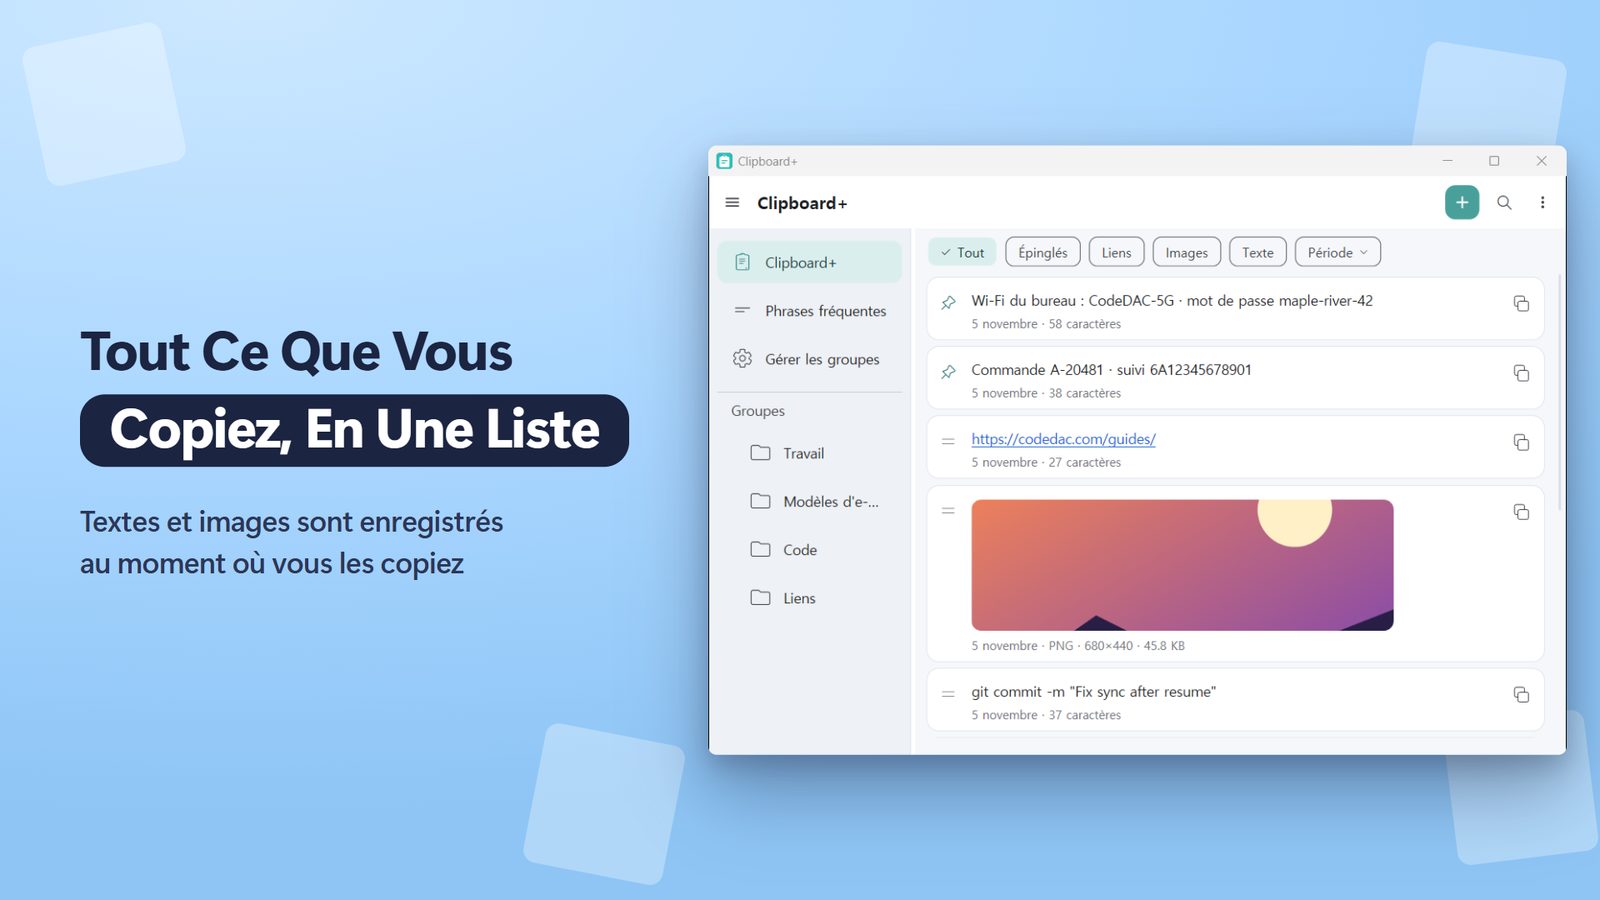 Tout Ce Que Vous
Copiez, En Une Liste
Textes et images sont enregistrés
au moment où vous les copiez
Clipboard+
Clipboard+
Clipboard+
Phrases fréquentes
Gérer les groupes
Groupes
Travail
Modèles d'e-...
Code
Liens
Tout
Épinglés
Liens
Images
Texte
Période
Wi-Fi du bureau : CodeDAC-5G · mot de passe maple-river-42
5 novembre · 58 caractères
Commande A-20481 · suivi 6A12345678901
5 novembre · 38 caractères
https://codedac.com/guides/
5 novembre · 27 caractères
5 novembre · PNG · 680×440 · 45.8 KB
git commit -m "Fix sync after resume"
5 novembre · 37 caractères